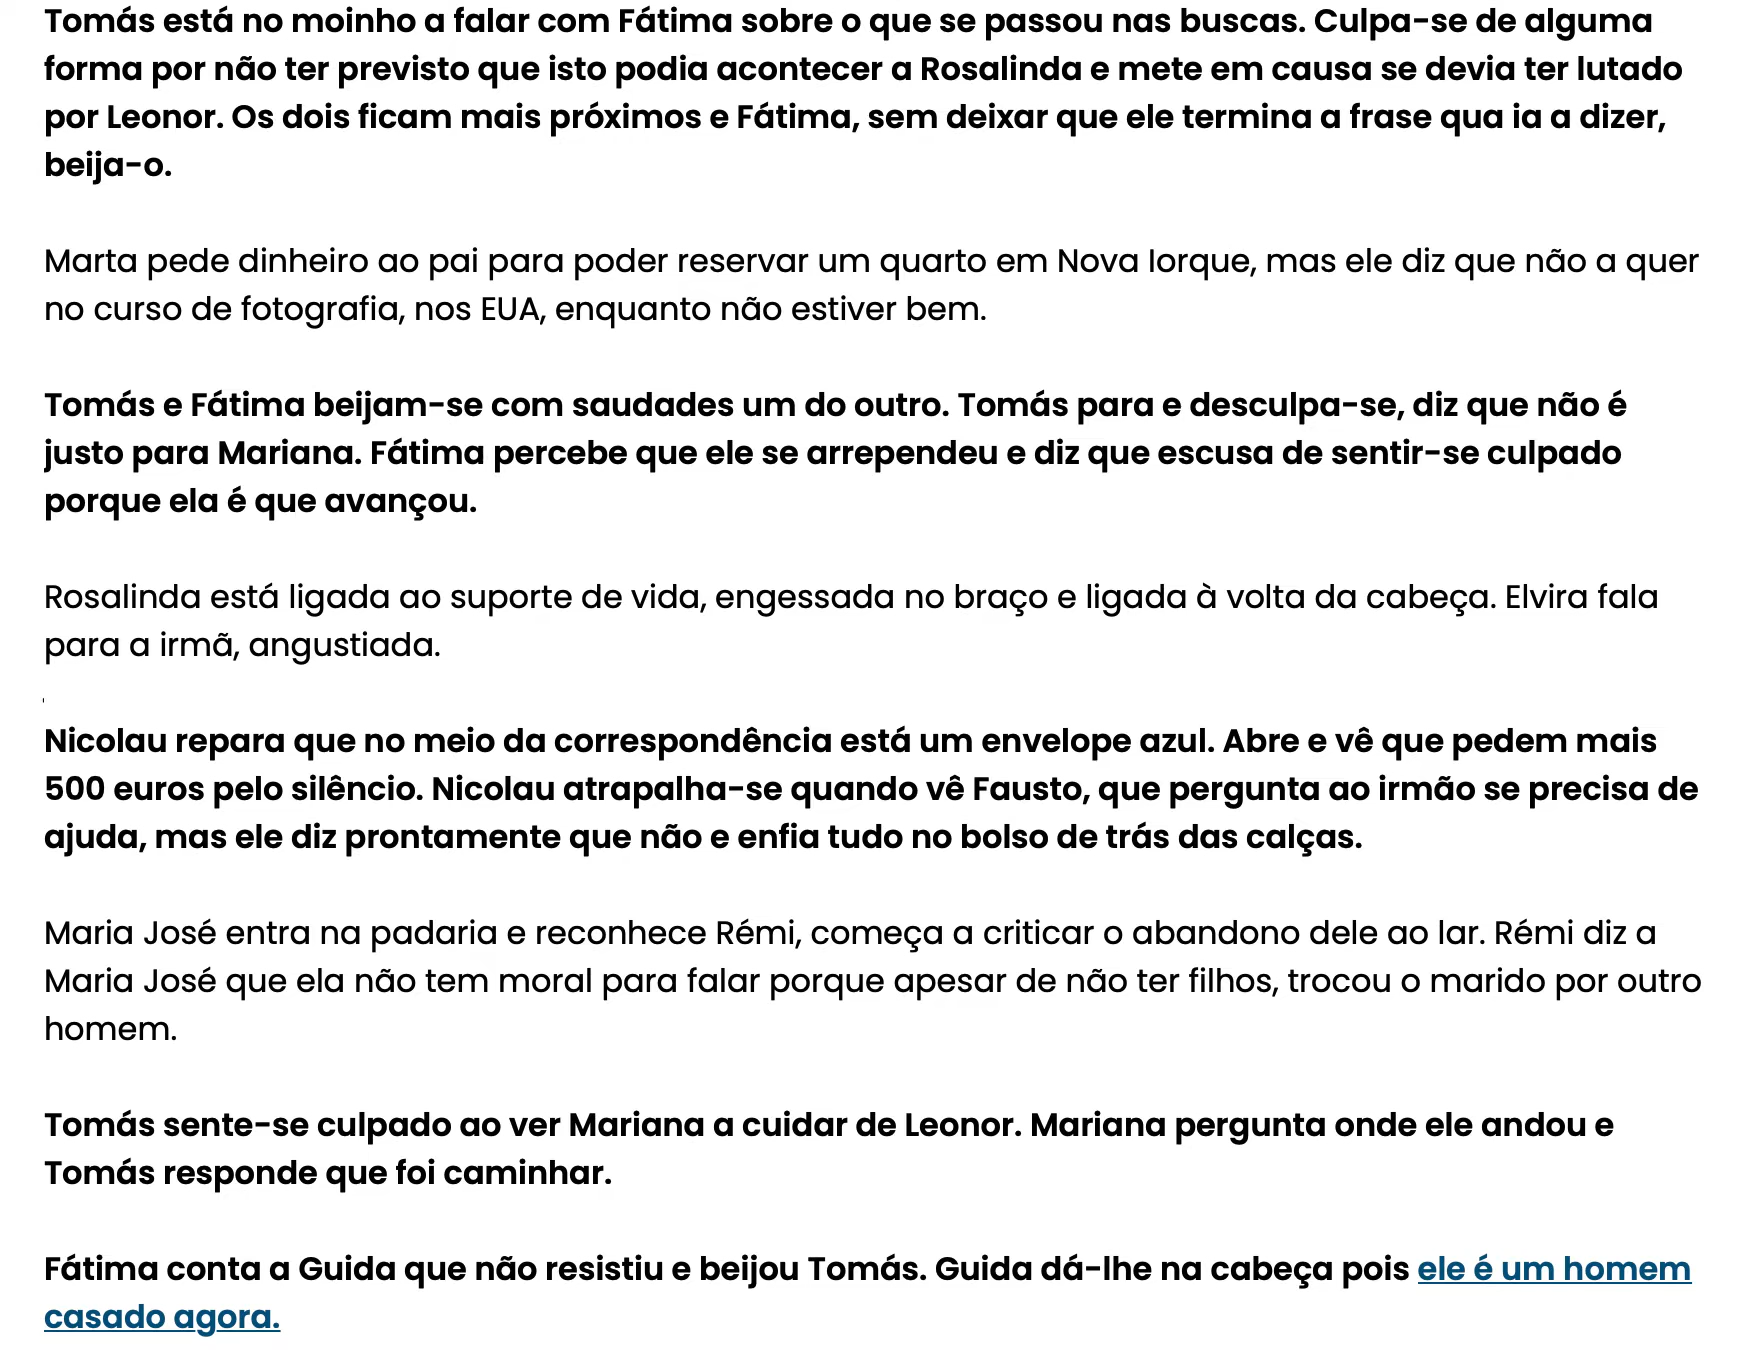 Tomás está no moinho a falar com Fátima sobre o que se passou nas buscas. Culpa-se de alguma
forma por não ter previsto que isto podia acontecer a Rosalinda e mete em causa se devia ter lutado
por Leonor. Os dois ficam mais próximos e Fátima, sem deixar que ele termina a frase qua ia a dizer,
beija-o.
Marta pede dinheiro ao pai para poder reservar um quarto em Nova Iorque, mas ele diz que não a quer
no curso de fotografia, nos EUA, enquanto não estiver bem.
Tomás e Fátima beijam-se com saudades um do outro. Tomás para e desculpa-se, diz que não é
justo para Mariana. Fátima percebe que ele se arrependeu e diz que escusa de sentir-se culpado
porque ela é que avançou.
Rosalinda está ligada ao suporte de vida, engessada no braço e ligada à volta da cabeça. Elvira fala
para a irmã, angustiada.
Nicolau repara que no meio da correspondência está um envelope azul. Abre e vê que pedem mais
500 euros pelo silêncio. Nicolau atrapalha-se quando vê Fausto, que pergunta ao irmão se precisa de
ajuda, mas ele diz prontamente que não e enfia tudo no bolso de trás das calças.
Maria José entra na padaria e reconhece Rémi, começa a criticar o abandono dele ao lar. Rémi diz a
Maria José que ela não tem moral para falar porque apesar de não ter filhos, trocou o marido por outro
homem.
Tomás sente-se culpado ao ver Mariana a cuidar de Leonor. Mariana pergunta onde ele andou e
Tomás responde que foi caminhar.
Fátima conta a Guida que não resistiu e beijou Tomás. Guida dá-lhe na cabeça pois ele é um homem
casado agora.